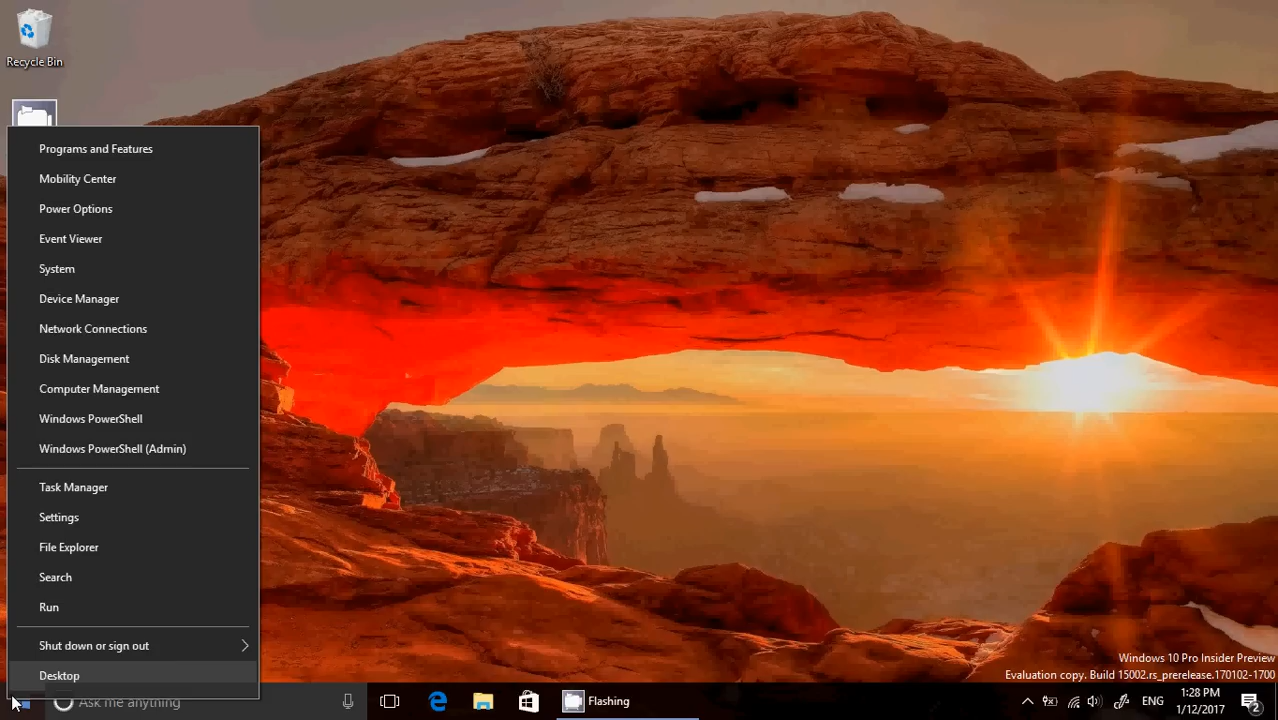 Recycle Bin
Programs and Features
Mobility Center
Power Options
Event Viewer
System
Device Manager
Network Connections
Disk Management
Computer Management
Windows PowerShell
Windows PowerShell (Admin)
Task Manager
Settings
File Explorer
Search
Run
Shut down or sign out
Desktop
Windows 10 Pro Insider Preview
Evaluation copy. Build 15002.rs_prerelease.170102-1700
Ask me anything
Flashing
ENG
1:28 PM
1/12/2017
2